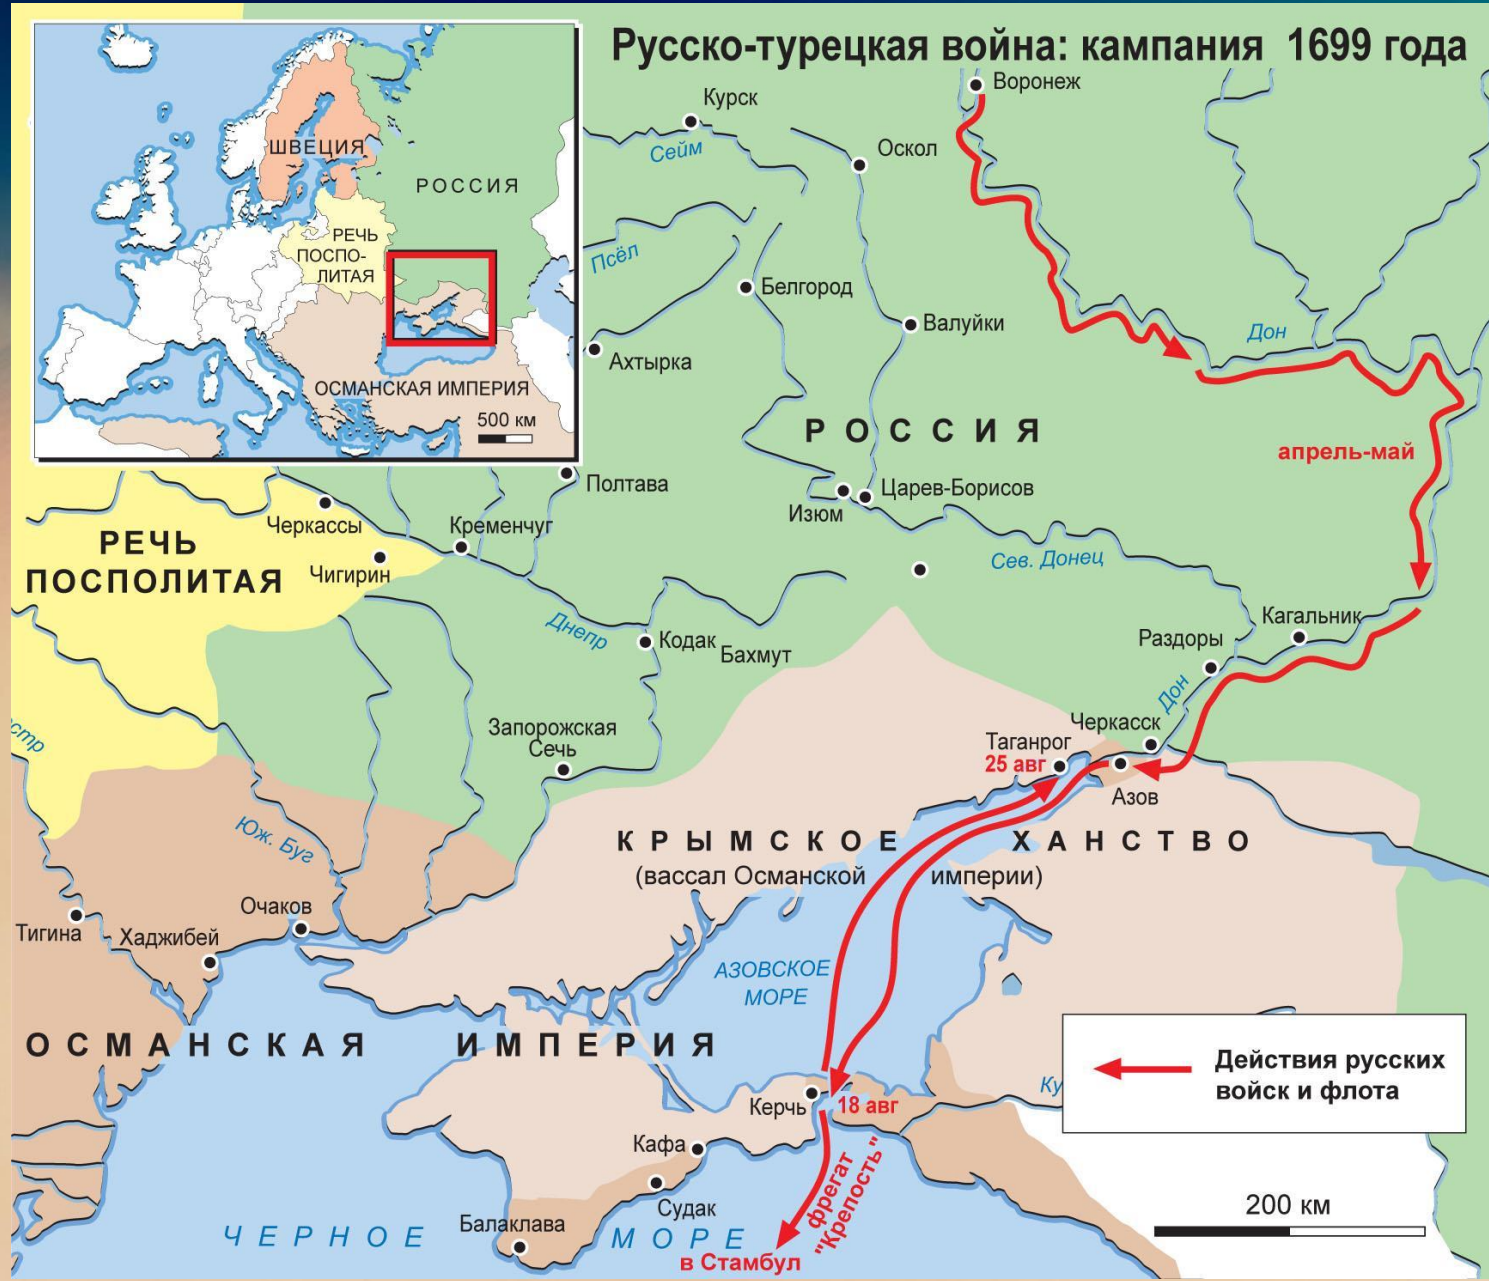 Русско-турецкая война: кампания 1699 года
ШВЕЦИЯ
РОССИЯ
РЕЧЬ
ПОСПО-
ЛИТАЯ
ОСМАНСКАЯ ИМПЕРИЯ
500 км
Воронеж
Курск
Сейм
Оскол
Псёл
Белгород
Валуйки
Дон
Ахтырка
РОССИЯ
апрель-май
Полтава
Царев-Борисов
Изюм
Черкассы
Кременчуг
РЕЧЬ
ПОСПОЛИТАЯ
Чигирин
Сев. Донец
Днепр
Кодак
Бахмут
Кагальник
Раздоры
Дон
Запорожская
Сечь
Черкасск
Таганрог
25 авг
Азов
стр
Юж. Буг
КРЫМСКОЕ ХАНСТВО
(вассал Османской империи)
Очаков
Тигина
Хаджибей
АЗОВСКОЕ
МОРЕ
ОСМАНСКАЯ ИМПЕРИЯ
Действия русских
войск и флота
Ку
Керчь
18 авг
Кафа
фрегат
"Крепость"
Судак
Балаклава
200 км
ЧЕРНОЕ МОРЕ
в Стамбул